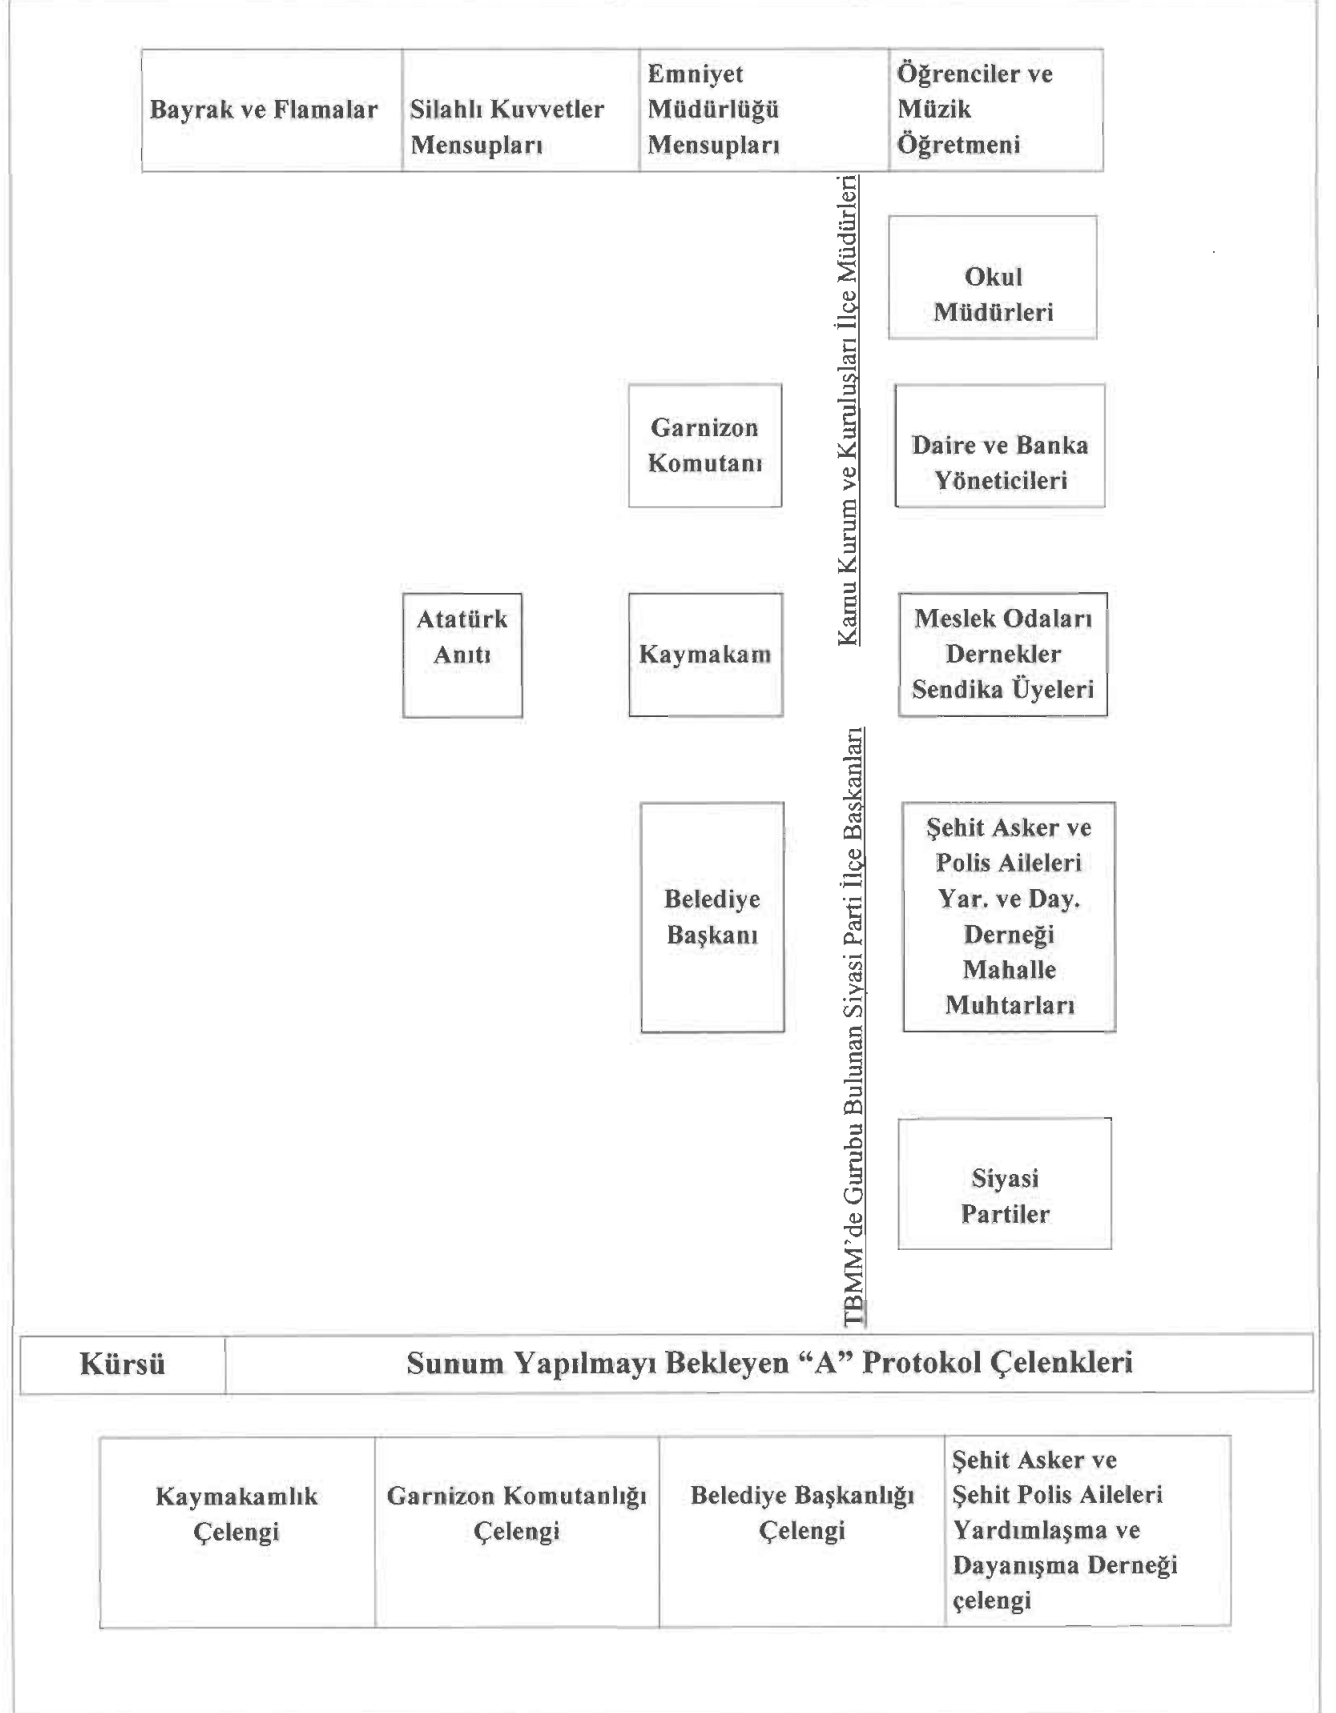 Bayrak ve Flamalar
Silahlı Kuvvetler
Mensupları
Emniyet
Müdürlüğü
Mensupları
Öğrenciler ve
Müzik
Öğretmeni
Kamu Kurum ve Kuruluşları İlçe Müdürleri
Okul
Müdürleri
Garnizon
Komutanı
Daire ve Banka
Yöneticileri
Atatürk
Anıtı
Kaymakam
Meslek Odaları
Dernekler
Sendika Üyeleri
TBMM’de Gurubu Bulunan Siyasi Parti İlçe Başkanları
Belediye
Başkanı
Şehit Asker ve
Polis Aileleri
Yar. ve Day.
Derneği
Mahalle
Muhtarları
Siyasi
Partiler
Kürsü
Sunum Yapılmayı Bekleyen “A” Protokol Çelenkleri
Kaymakamlık
Çelengi
Garnizon Komutanlığı
Çelengi
Belediye Başkanlığı
Çelengi
Şehit Asker ve
Şehit Polis Aileleri
Yardımlaşma ve
Dayanışma Derneği
çelengi